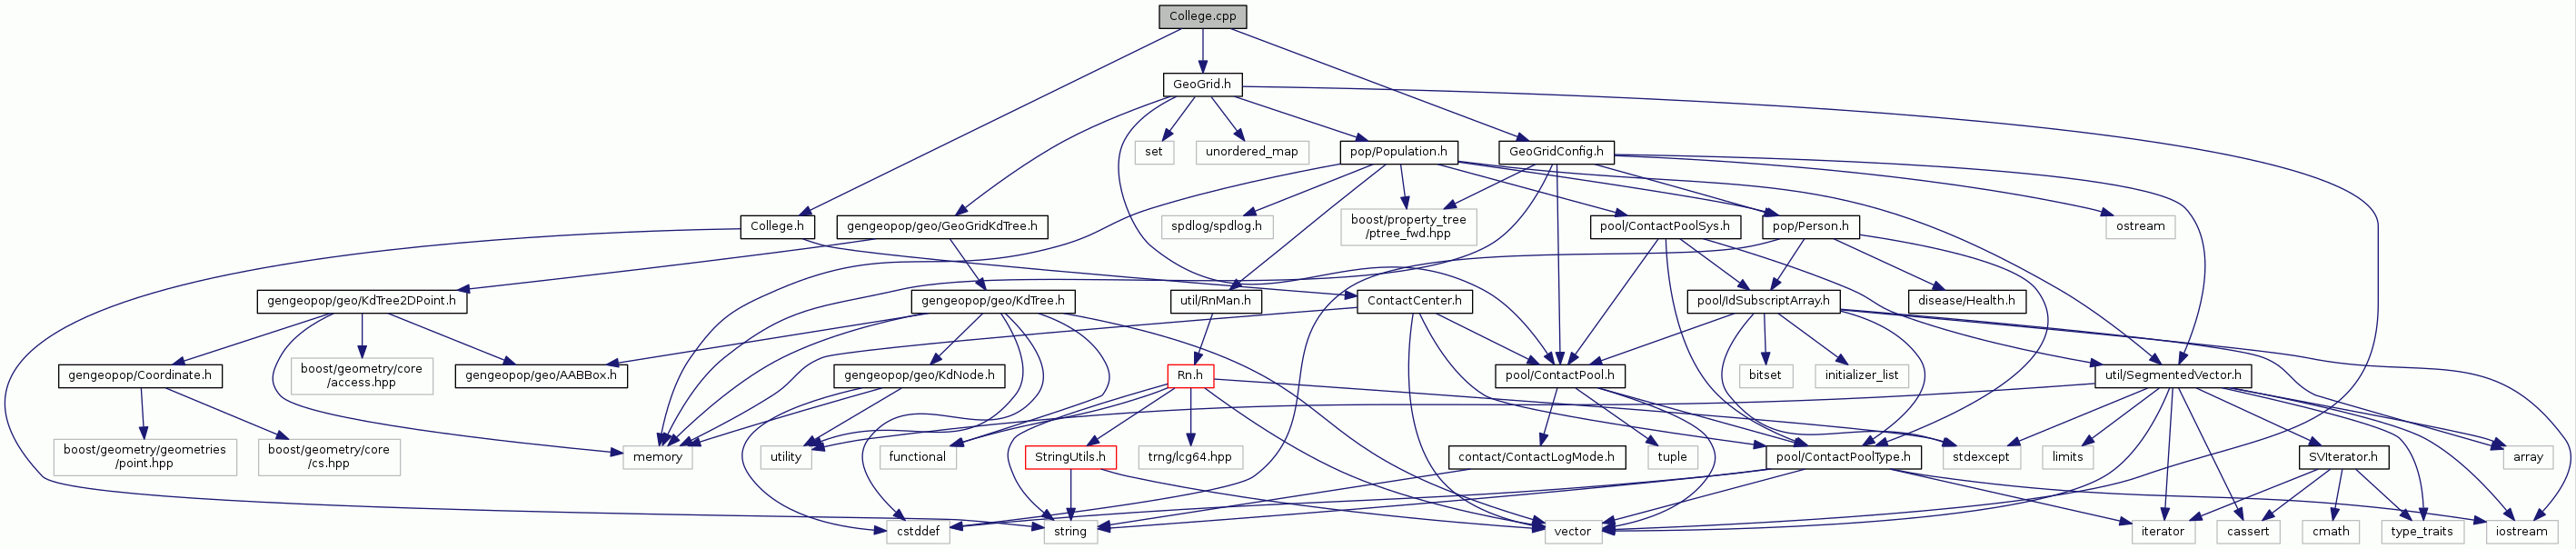 College.cpp
GeoGrid.h
set
unordered_map
pop/Population.h
GeoGridConfig.h
College.h
gengeopop/geo/GeoGridKdTree.h
spdlog/spdlog.h
boost/property_tree
/ptree_fwd.hpp
pool/ContactPoolSys.h
pop/Person.h
ostream
gengeopop/geo/KdTree2DPoint.h
gengeopop/geo/KdTree.h
util/RnMan.h
ContactCenter.h
pool/IdSubscriptArray.h
disease/Health.h
gengeopop/Coordinate.h
boost/geometry/core
/access.hpp
gengeopop/geo/AABBox.h
gengeopop/geo/KdNode.h
Rn.h
pool/ContactPool.h
bitset
initializer_list
util/SegmentedVector.h
boost/geometry/geometries
/point.hpp
boost/geometry/core
/cs.hpp
memory
utility
functional
StringUtils.h
trng/lcg64.hpp
contact/ContactLogMode.h
tuple
pool/ContactPoolType.h
stdexcept
limits
SVIterator.h
array
cstddef
string
vector
iterator
cassert
cmath
type_traits
iostream